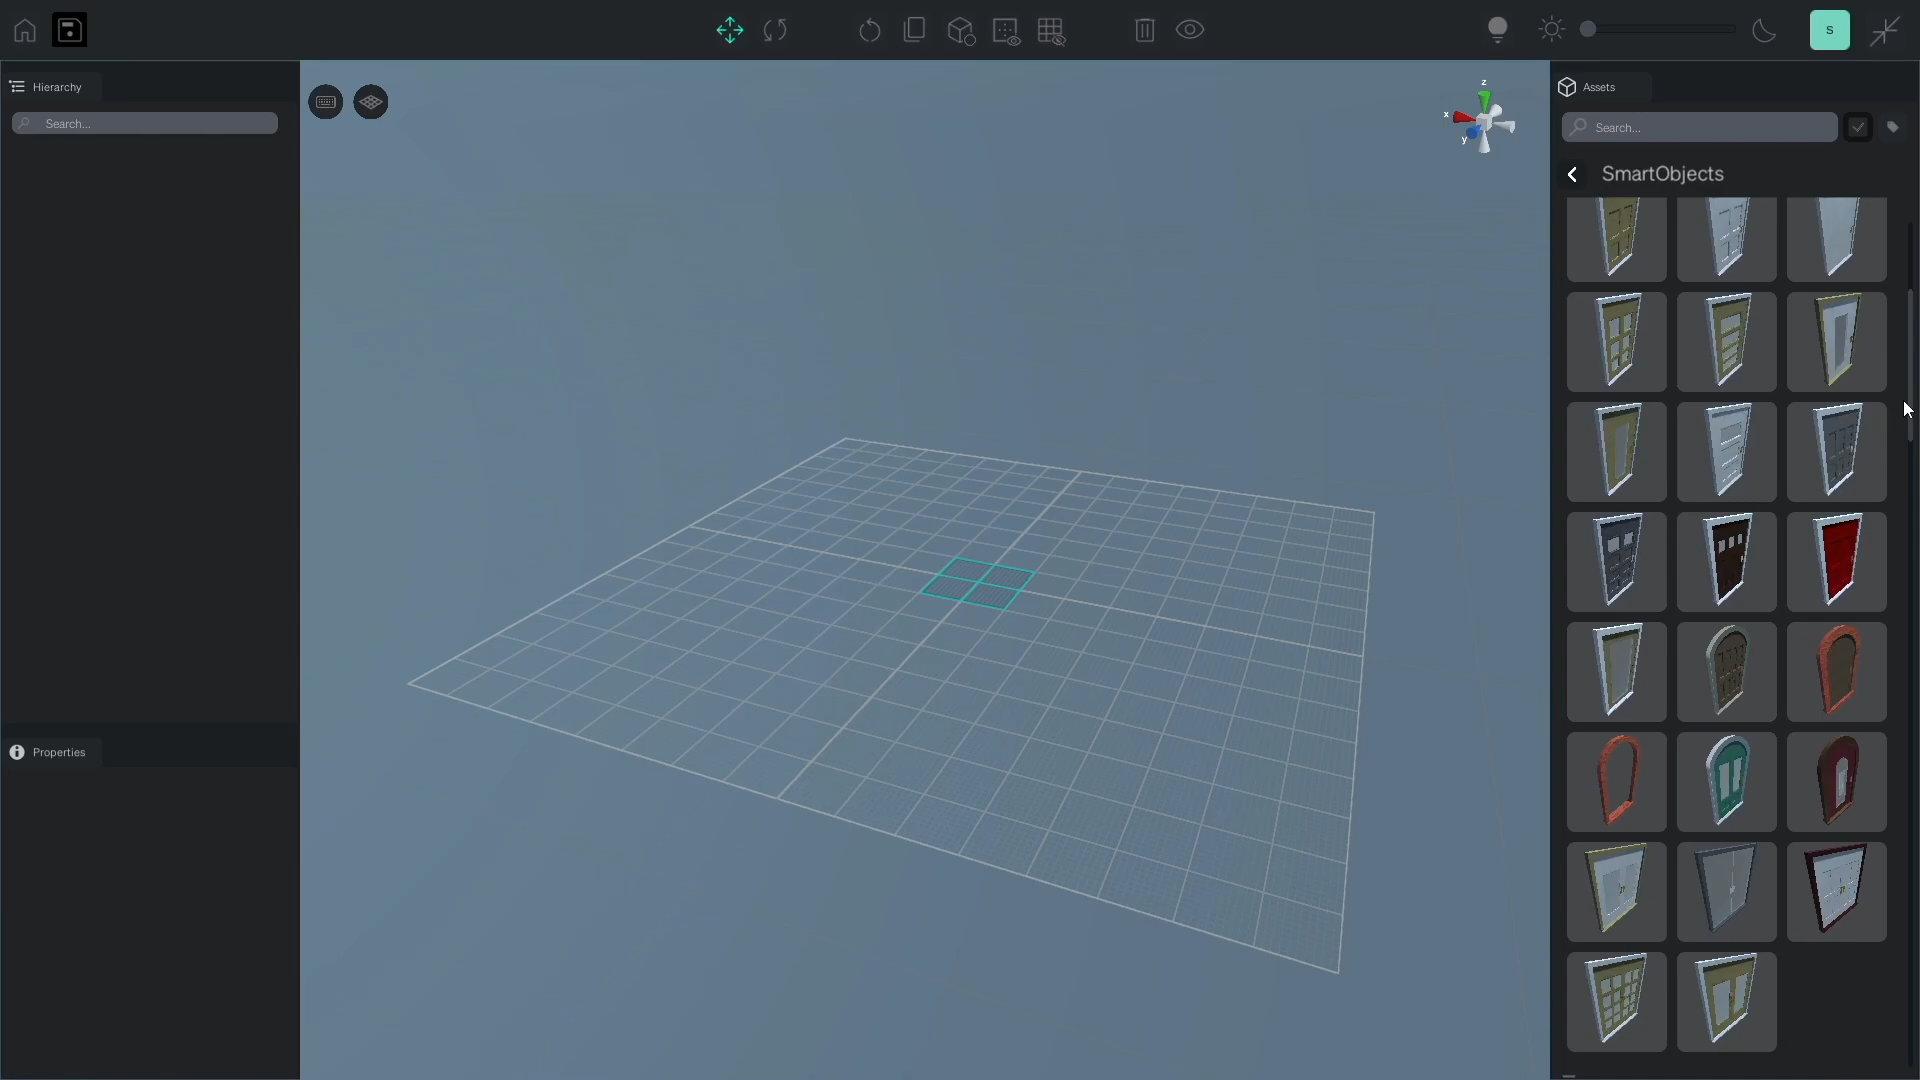 S
Hierarchy
Search...
z
x
y
Assets
Search...
SmartObjects
Properties